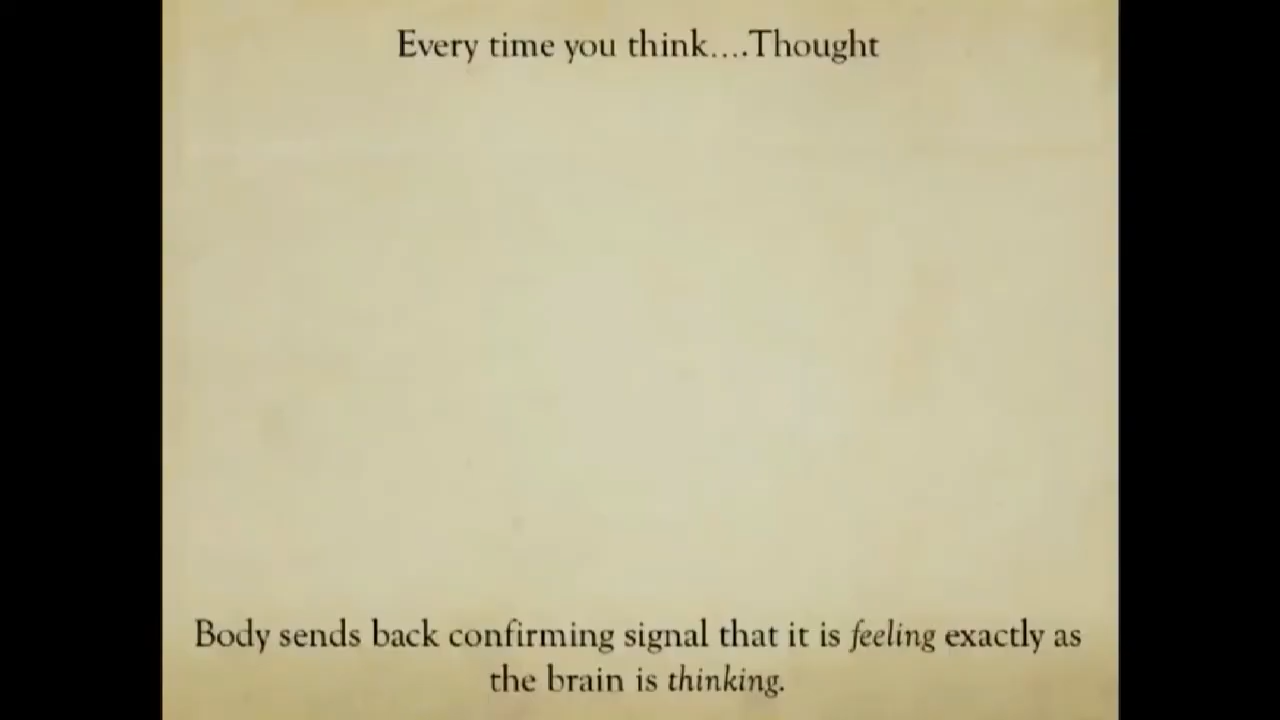 Every time you think....Thought
Body sends back confirming signal that it is feeling exactly as
the brain is thinking.